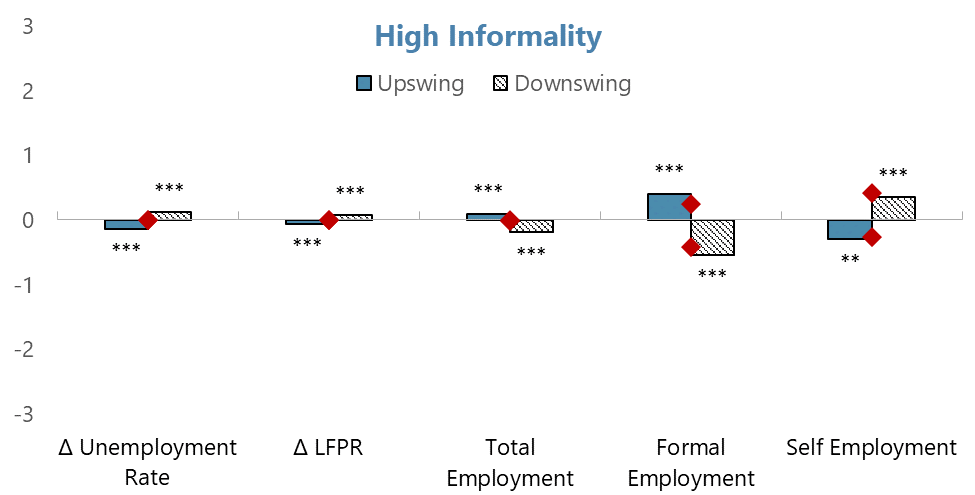 High Informality
Upswing Downswing
3
2
1
0
-1
-2
-3
*** *** *** *** ***
*** *** *** *** **
Δ Unemployment Rate
Δ LFPR
Total Employment
Formal Employment
Self Employment